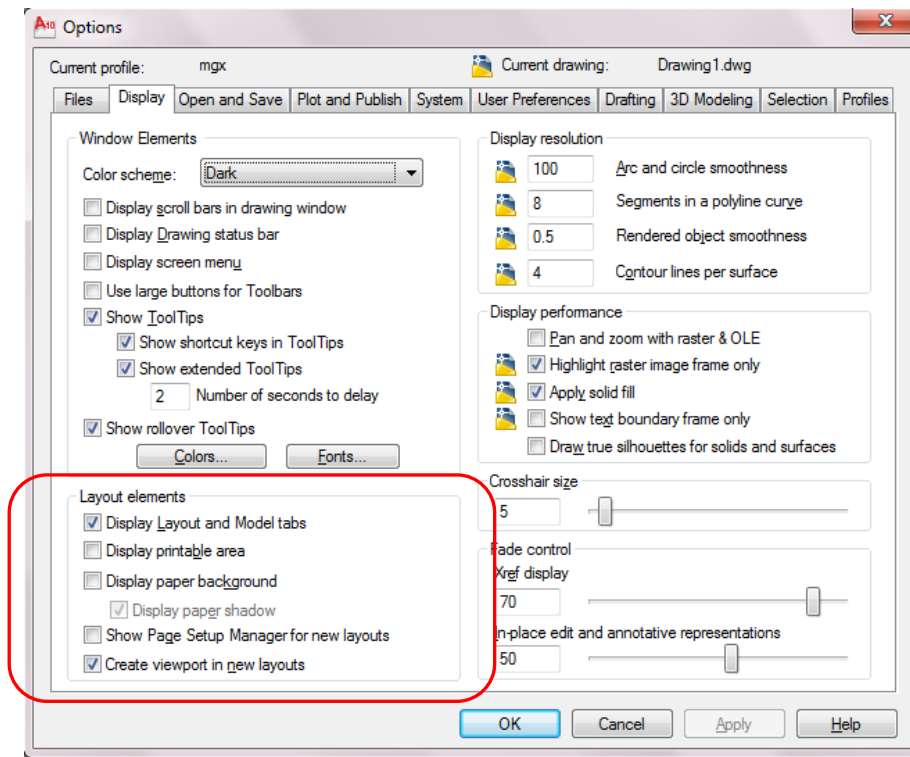 A10 Options
Current profile: mgx Current drawing: Drawing1.dwg
Files Display Open and Save Plot and Publish System User Preferences Drafting 3D Modeling Selection Profiles
Window Elements
Color scheme: Dark
Display scroll bars in drawing window
Display Drawing status bar
Display screen menu
Use large buttons for Toolbars
Show ToolTips
Show shortcut keys in ToolTips
Show extended ToolTips
2 Number of seconds to delay
Show rollover ToolTips
Colors... Fonts...
Layout elements
Display Layout and Model tabs
Display printable area
Display paper background
Display paper shadow
Show Page Setup Manager for new layouts
Create viewport in new layouts
Display resolution
100 Arc and circle smoothness
8 Segments in a polyline curve
0.5 Rendered object smoothness
4 Contour lines per surface
Display performance
Pan and zoom with raster & OLE
Highlight raster image frame only
Apply solid fill
Show text boundary frame only
Draw true silhouettes for solids and surfaces
Crosshair size
5
Fade control
Xref display
70
In-place edit and annotative representations
50
OK Cancel Apply Help